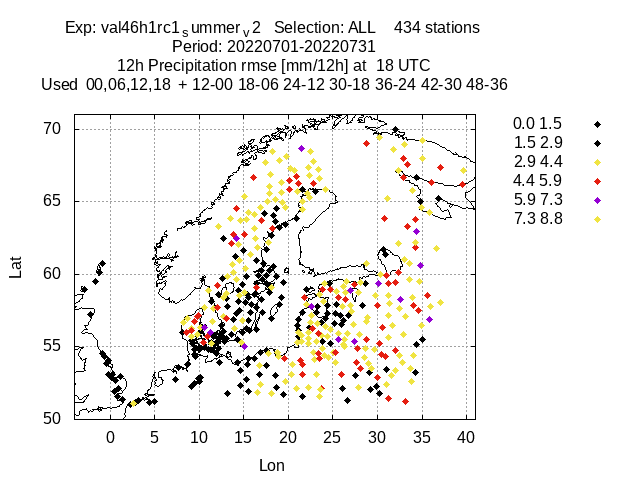 Exp: val46h1rc1summerv2 Selection: ALL 434 stations
Period: 20220701-20220731
12h Precipitation rmse [mm/12h] at 18 UTC
Used 00,06,12,18 + 12-00 18-06 24-12 30-18 36-24 42-30 48-36
70
65
60
55
50
Lat
0 5 10 15 20 25 30 35 40
Lon
0.0 1.5
1.5 2.9
2.9 4.4
4.4 5.9
5.9 7.3
7.3 8.8